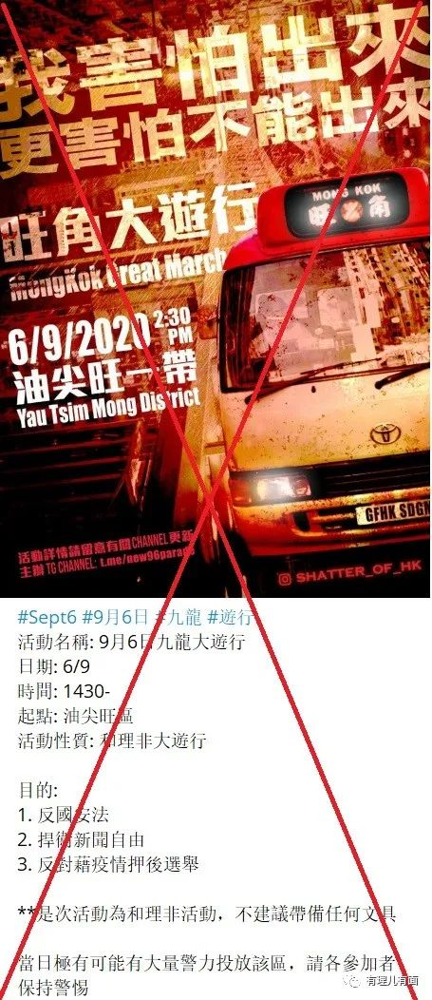 我害怕出來
更害怕不能出來
MONG KOK
旺角
旺角大遊行
MongKok Great March
6/9/2020 2:30
PM
油尖旺一帶
Yau Tsim Mong District
GFHK SDGN
活動詳情請留意有關CHANNEL更新
主辦TG CHANNEL: t.me/new96parade
SHATTER_OF_HK
#Sept6 #9月6日 #九龍 #遊行
活動名稱: 9月6日九龍大遊行
日期: 6/9
時間: 1430-
起點: 油尖旺區
活動性質: 和理非大遊行
目的:
1. 反國安法
2. 捍衛新聞自由
3. 反對藉疫情押後選舉
**是次活動為和理非活動，不建議帶備任何文具
當日極有可能有大量警力投放該區，請各參加者
保持警惕
有理儿有面